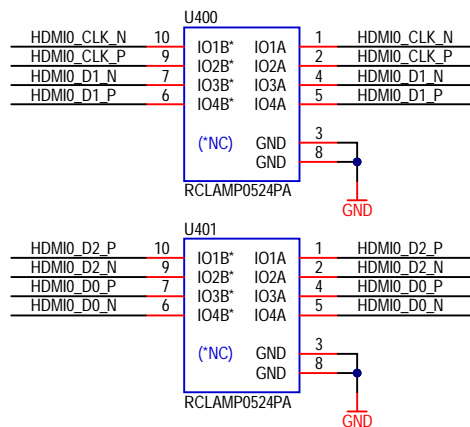 U400
HDMI0_CLK_N 10 IO1B* IO1A 1 HDMI0_CLK_N
HDMI0_CLK_P 9 IO2B* IO2A 2 HDMI0_CLK_P
HDMI0_D1_N 7 IO3B* IO3A 4 HDMI0_D1_N
HDMI0_D1_P 6 IO4B* IO4A 5 HDMI0_D1_P
(*NC) GND 3
GND 8
RCLAMP0524PA
GND
U401
HDMI0_D2_P 10 IO1B* IO1A 1 HDMI0_D2_P
HDMI0_D2_N 9 IO2B* IO2A 2 HDMI0_D2_N
HDMI0_D0_P 7 IO3B* IO3A 4 HDMI0_D0_P
HDMI0_D0_N 6 IO4B* IO4A 5 HDMI0_D0_N
(*NC) GND 3
GND 8
RCLAMP0524PA
GND